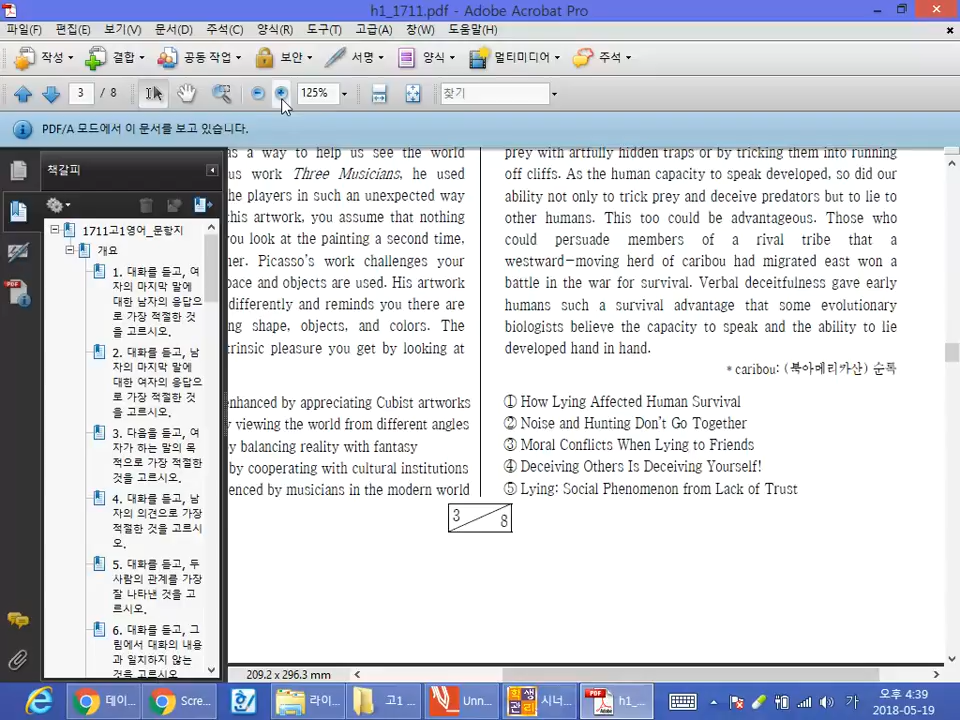 h1_1711.pdf - Adobe Acrobat Pro
파일(F) 편집(E) 보기(V) 문서(D) 주석(C) 양식(R) 도구(T) 고급(A) 창(W) 도움말(H)
작성 결합 공동 작업 보안 서명 양식 멀티미디어 주석
3 / 8 125% 찾기
PDF/A 모드에서 이 문서를 보고 있습니다.
책갈피
1711고1영어_문항지
개요
1. 대화를 듣고, 여
자의 마지막 말에
대한 남자의 응답으
로 가장 적절한 것
을 고르시오.
2. 대화를 듣고, 남
자의 마지막 말에
대한 여자의 응답으
로 가장 적절한 것
을 고르시오.
3. 다음을 듣고, 여
자가 하는 말의 목
적으로 가장 적절한
것을 고르시오.
4. 대화를 듣고, 남
자의 의견으로 가장
적절한 것을 고르시
오.
5. 대화를 듣고, 두
사람의 관계를 가장
잘 나타낸 것을 고
르시오.
6. 대화를 듣고, 그
림에서 대화의 내용
과 일치하지 않는
것을 고르시오.
as a way to help us see the world
us work Three Musicians, he used
he players in such an unexpected way
this artwork, you assume that nothing
you look at the painting a second time,
ner. Picasso's work challenges your
pace and objects are used. His artwork
differently and reminds you there are
ng shape, objects, and colors. The
trinsic pleasure you get by looking at
enhanced by appreciating Cubist artworks
y viewing the world from different angles
y balancing reality with fantasy
by cooperating with cultural institutions
enced by musicians in the modern world
prey with artfully hidden traps or by tricking them into running
off cliffs. As the human capacity to speak developed, so did our
ability not only to trick prey and deceive predators but to lie to
other humans. This too could be advantageous. Those who
could persuade members of a rival tribe that a
westward-moving herd of caribou had migrated east won a
battle in the war for survival. Verbal deceitfulness gave early
humans such a survival advantage that some evolutionary
biologists believe the capacity to speak and the ability to lie
developed hand in hand.
* caribou: (북아메리카산) 순록
① How Lying Affected Human Survival
② Noise and Hunting Don't Go Together
③ Moral Conflicts When Lying to Friends
④ Deceiving Others Is Deceiving Yourself!
⑤ Lying: Social Phenomenon from Lack of Trust
3 8
209.2 x 296.3 mm
데이... Scre... 라이... 고1 ... Unn... 시너... h1_... 가 오후 4:39
2018-05-19